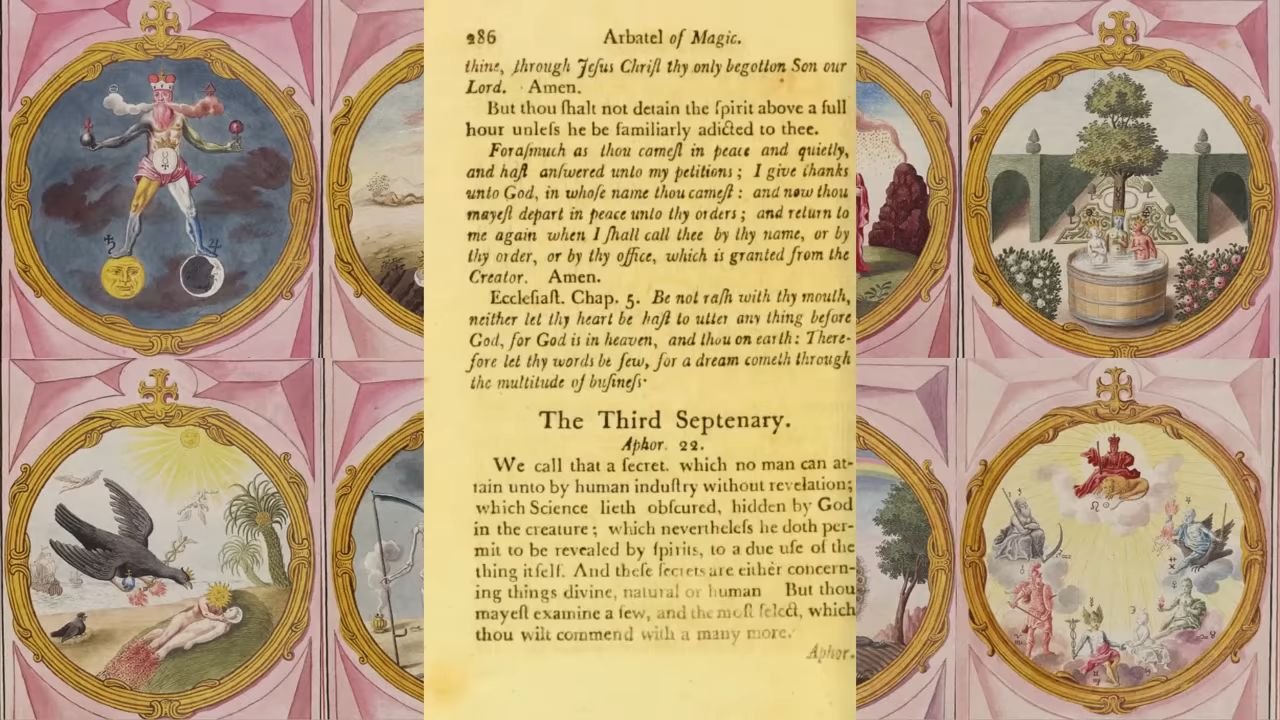 286 Arbatel of Magic.
thine, through Jeſus Chriſt thy only begotton Son our
Lord. Amen.
But thou ſhalt not detain the ſpirit above a full
hour unleſs he be familiarly adicted to thee.
Foraſmuch as thou cameſt in peace and quietly,
and haſt anſwered unto my petitions ; I give thanks
unto God, in whoſe name thou cameſt : and now thou
mayeſt depart in peace unto thy orders ; and return to
me again when I ſhall call thee by thy name, or by
thy order, or by thy office, which is granted from the
Creator. Amen.
Eccleſiaſt. Chap. 5. Be not raſh with thy mouth,
neither let thy heart be haſt to utter any thing before
God, for God is in heaven, and thou on earth : There-
fore let thy words be few, for a dream cometh through
the multitude of buſineſs·
The Third Septenary.
Aphor. 22.
We call that a ſecret. which no man can at-
tain unto by human induſtry without revelation;
which Science lieth obſcured, hidden by God
in the creature ; which nevertheleſs he doth per-
mit to be revealed by ſpirits, to a due uſe of the
thing itſelf. And theſe ſecrets are either concern-
ing things divine, natural or human But thou
mayeſt examine a few, and the moſt ſelect, which
thou wilt commend with a many more.
Aphor.